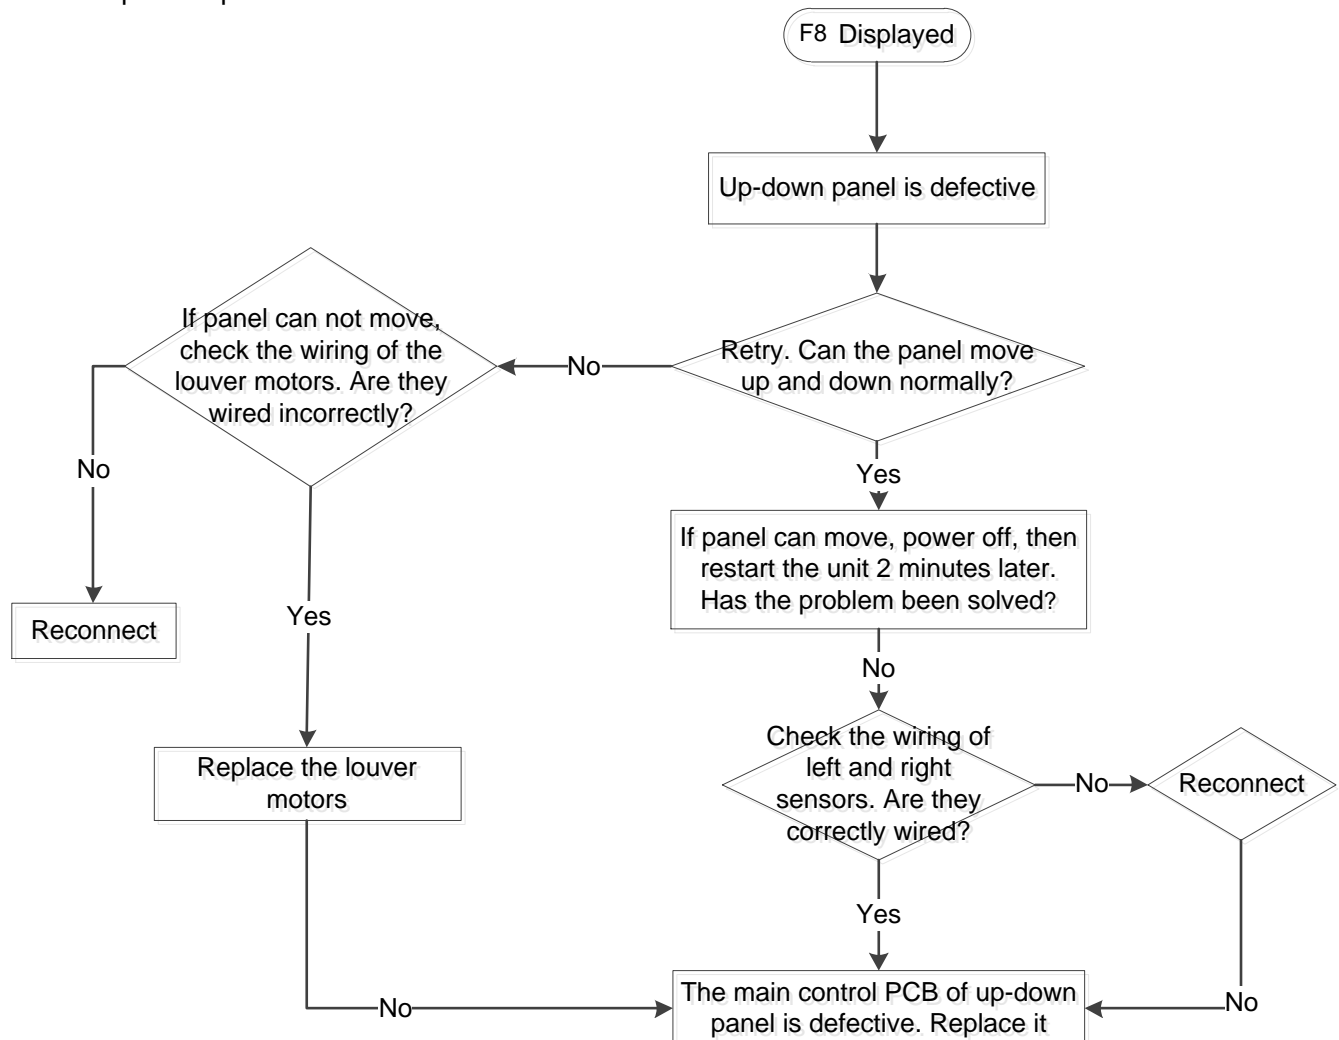 F8 Displayed
Up-down panel is defective
Retry. Can the panel move
up and down normally?
No
If panel can not move,
check the wiring of the
louver motors. Are they
wired incorrectly?
No
Reconnect
Yes
Replace the louver
motors
No
Yes
If panel can move, power off, then
restart the unit 2 minutes later.
Has the problem been solved?
No
Check the wiring of
left and right
sensors. Are they
correctly wired?
No
Reconnect
No
Yes
The main control PCB of up-down
panel is defective. Replace it